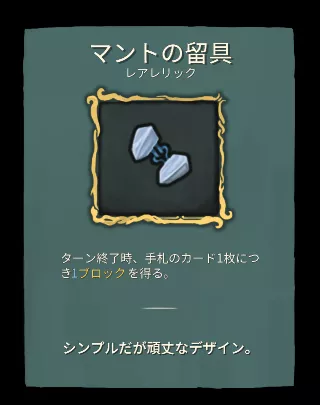 マントの留具
レアレリック
ターン終了時、手札のカード1枚につ
き1ブロックを得る。
シンプルだが頑丈なデザイン。